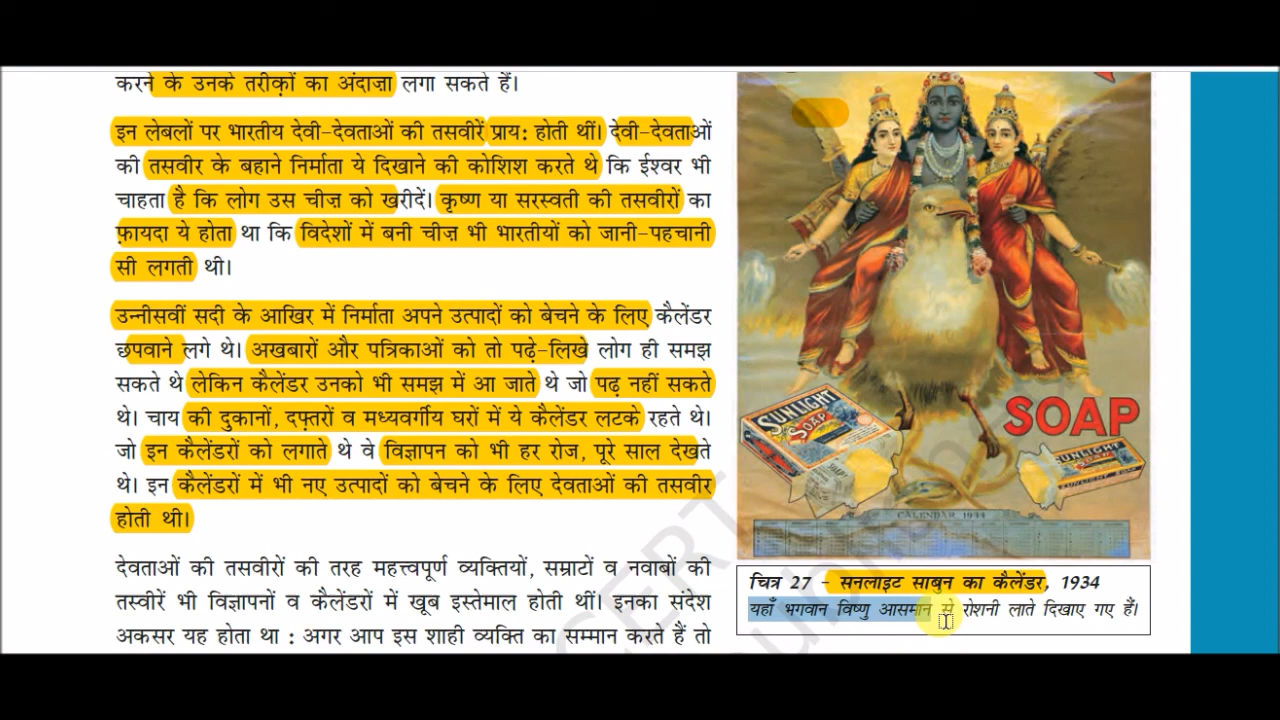 करने के उनके तरीक़ों का अंदाज़ा लगा सकते हैं।
इन लेबलों पर भारतीय देवी-देवताओं की तसवीरें प्राय: होती थीं। देवी-देवताओं
की तसवीर के बहाने निर्माता ये दिखाने की कोशिश करते थे कि ईश्वर भी
चाहता है कि लोग उस चीज़ को खरीदें। कृष्ण या सरस्वती की तसवीरों का
फ़ायदा ये होता था कि विदेशों में बनी चीज़ भी भारतीयों को जानी-पहचानी
सी लगती थी।
उन्नीसवीं सदी के आखिर में निर्माता अपने उत्पादों को बेचने के लिए कैलेंडर
छपवाने लगे थे। अखबारों और पत्रिकाओं को तो पढ़े-लिखे लोग ही समझ
सकते थे लेकिन कैलेंडर उनको भी समझ में आ जाते थे जो पढ़ नहीं सकते
थे। चाय की दुकानों, दफ़्तरों व मध्यवर्गीय घरों में ये कैलेंडर लटके रहते थे।
जो इन कैलेंडरों को लगाते थे वे विज्ञापन को भी हर रोज, पूरे साल देखते
थे। इन कैलेंडरों में भी नए उत्पादों को बेचने के लिए देवताओं की तसवीर
होती थी।
देवताओं की तसवीरों की तरह महत्त्वपूर्ण व्यक्तियों, सम्राटों व नवाबों की
तस्वीरें भी विज्ञापनों व कैलेंडरों में खूब इस्तेमाल होती थीं। इनका संदेश
अकसर यह होता था : अगर आप इस शाही व्यक्ति का सम्मान करते हैं तो
SOAP
SUNLIGHT
SOAP
SUNLIGHT
SOAP
SUNLIGHT SOAP
CALENDAR 1934
चित्र 27 - सनलाइट साबुन का कैलेंडर, 1934
यहाँ भगवान विष्णु आसमान से रोशनी लाते दिखाए गए हैं।